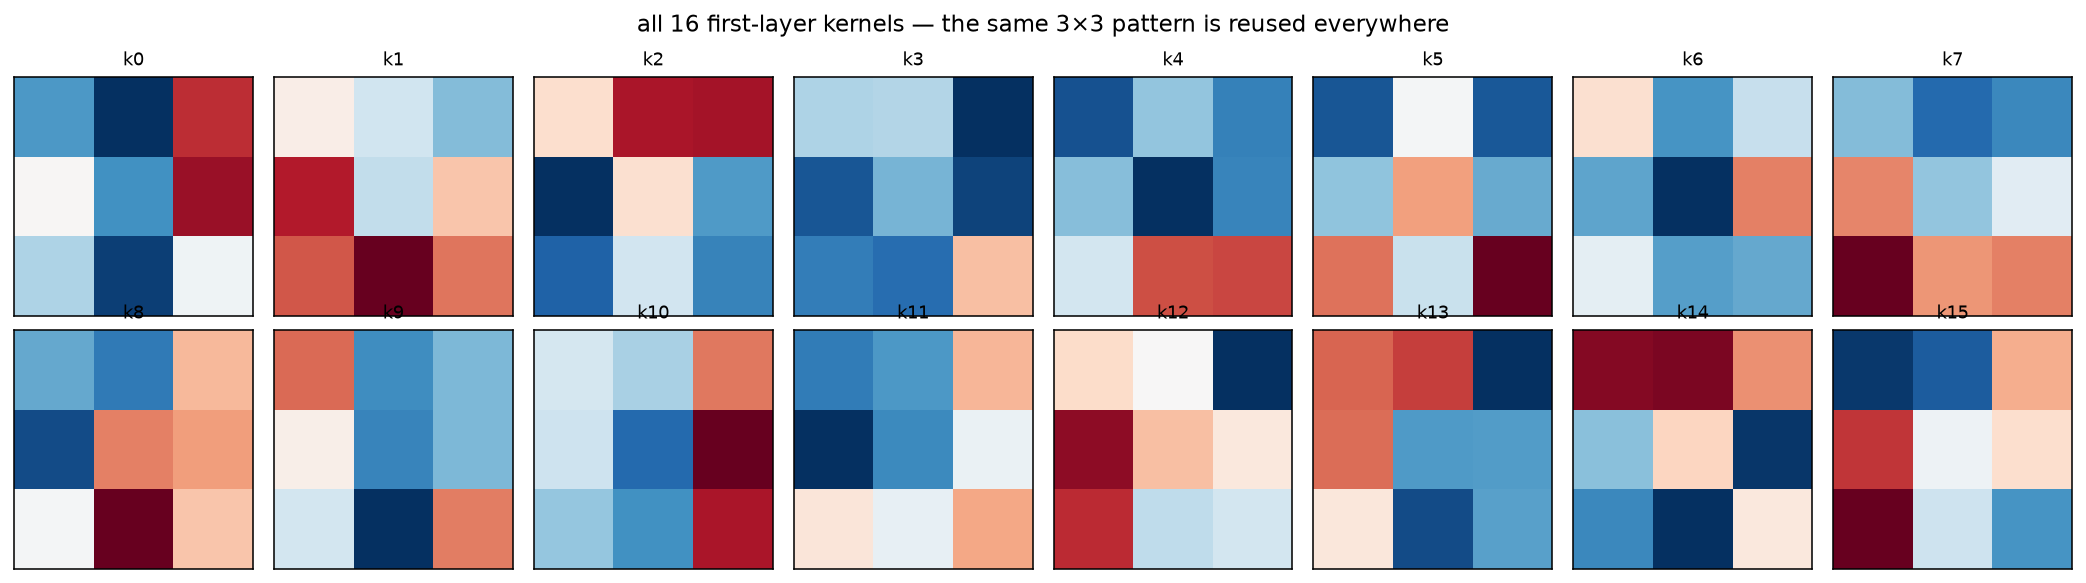 all 16 first-layer kernels — the same 3×3 pattern is reused everywhere
k0 k1 k2 k3 k4 k5 k6 k7
k8 k9 k10 k11 k12 k13 k14 k15